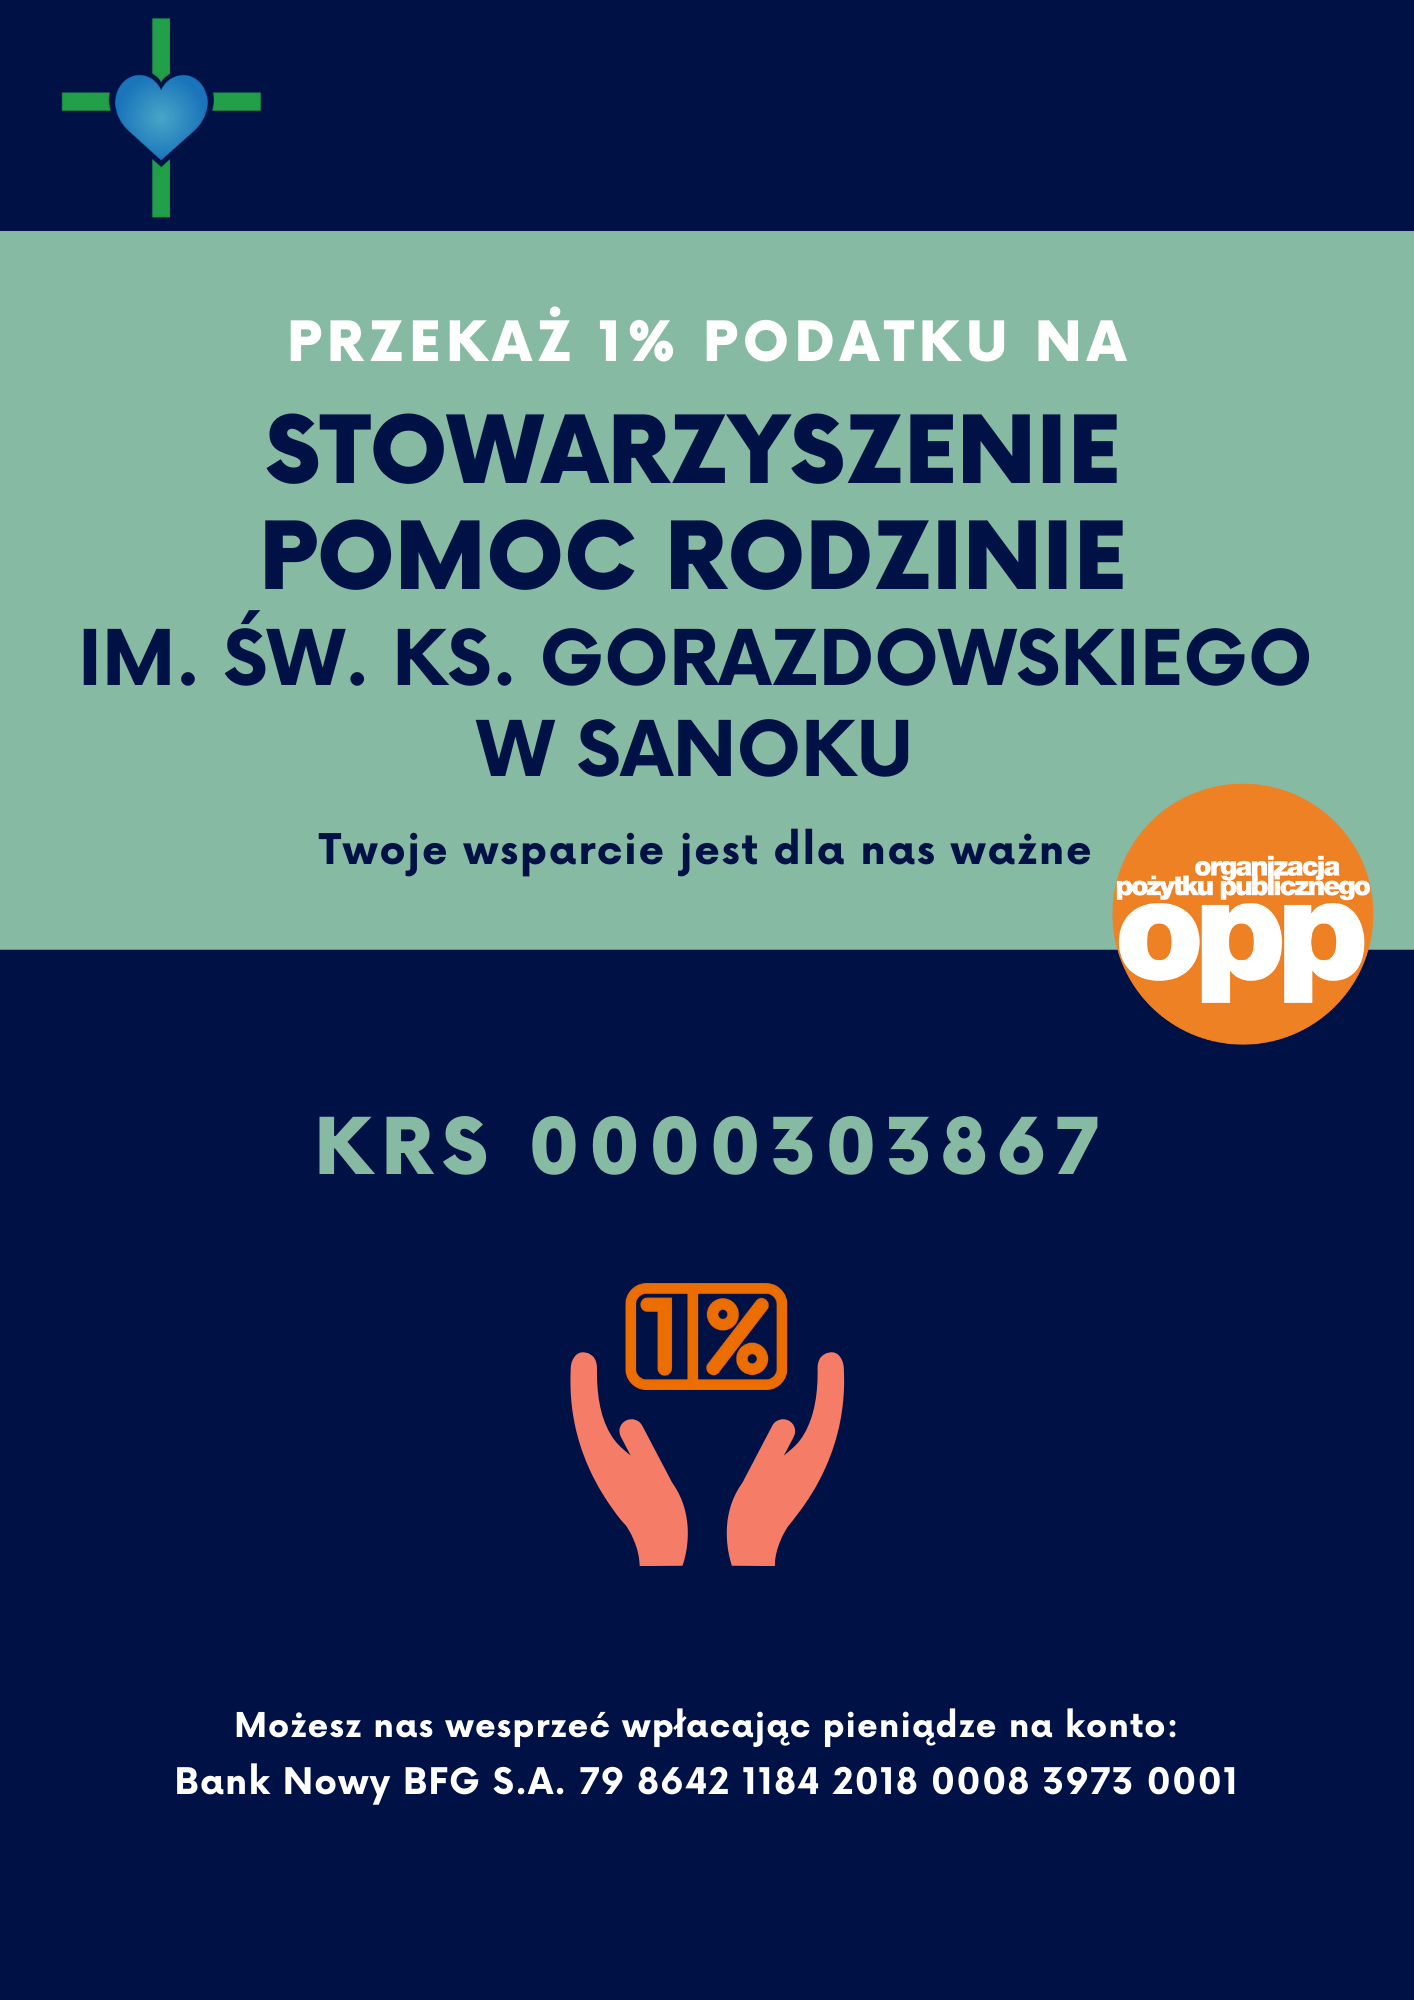 PRZEKAŻ 1% PODATKU NA
STOWARZYSZENIE
POMOC RODZINIE
IM. ŚW. KS. GORAZDOWSKIEGO
W SANOKU
Twoje wsparcie jest dla nas ważne
organizacja
pożytku publicznego
opp
KRS 0000303867
1%
Możesz nas wesprzeć wpłacając pieniądze na konto:
Bank Nowy BFG S.A. 79 8642 1184 2018 0008 3973 0001